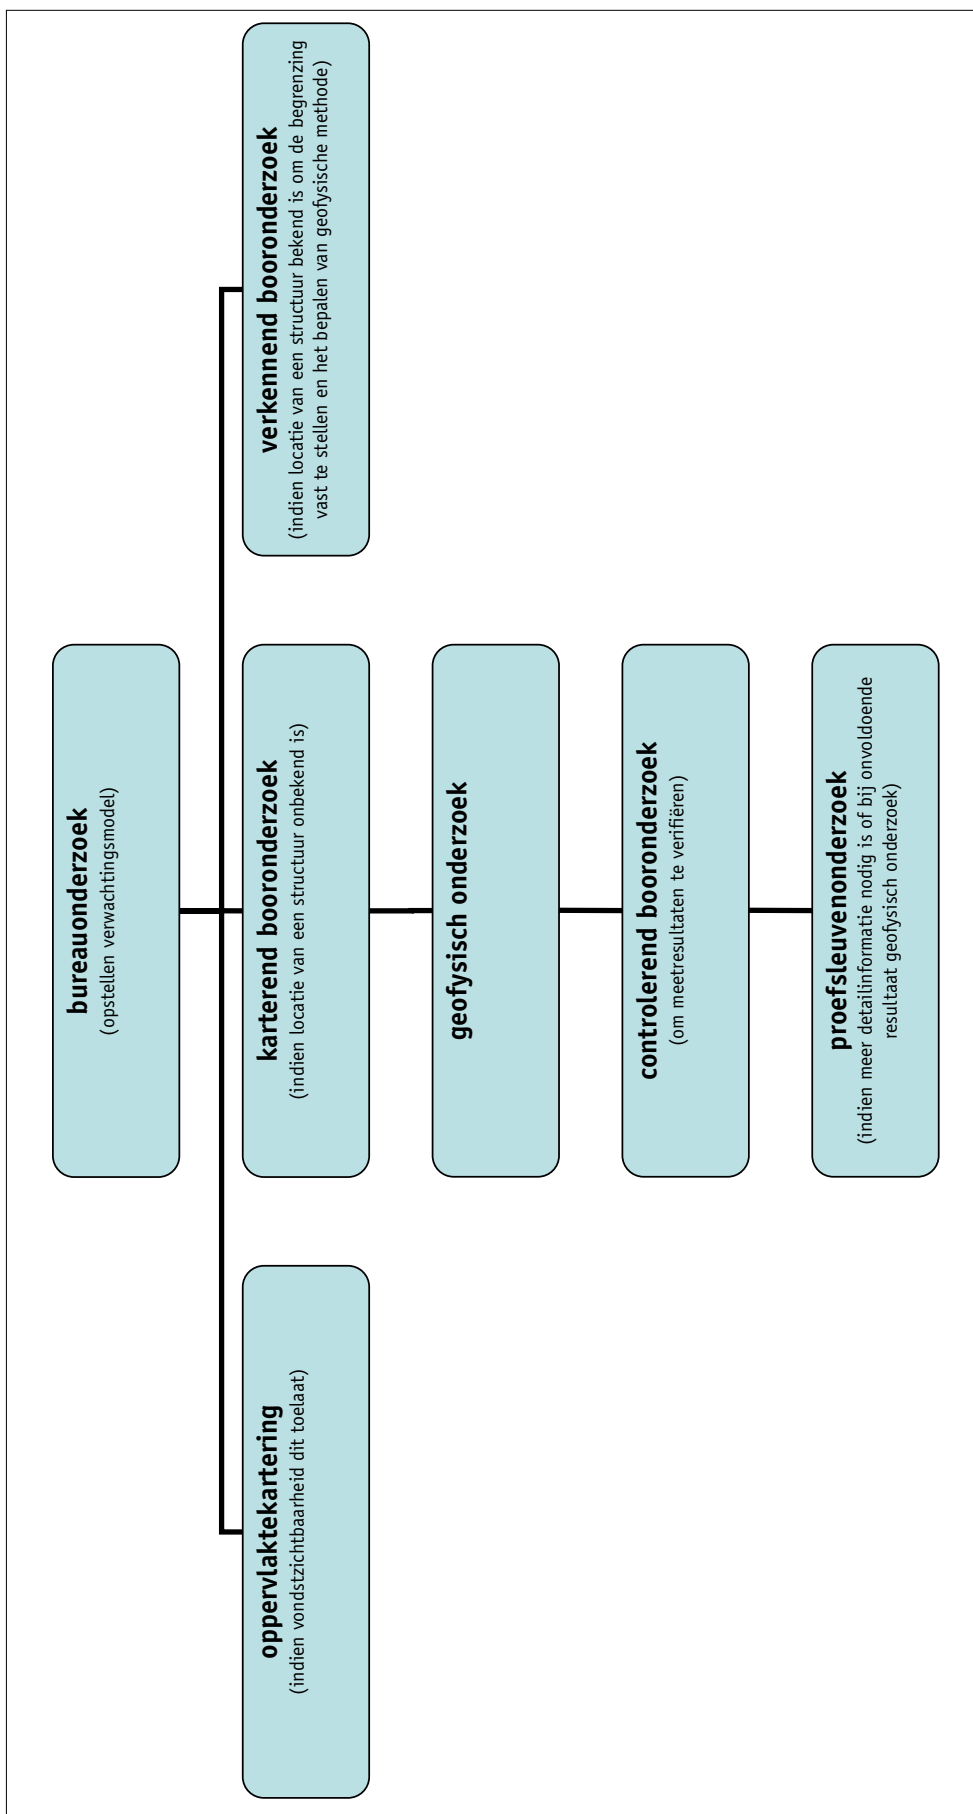 bureauonderzoek
(opstellen verwachtingsmodel)
oppervlaktekartering
(indien vondstzichtbaarheid dit toelaat)
karterend booronderzoek
(indien locatie van een structuur onbekend is)
verkennend booronderzoek
(indien locatie van een structuur bekend is om de begrenzing
vast te stellen en het bepalen van geofysische methode)
geofysisch onderzoek
controlerend booronderzoek
(om meetresultaten te verifiëren)
proefsleuvenonderzoek
(indien meer detailinformatie nodig is of bij onvoldoende
resultaat geofysisch onderzoek)